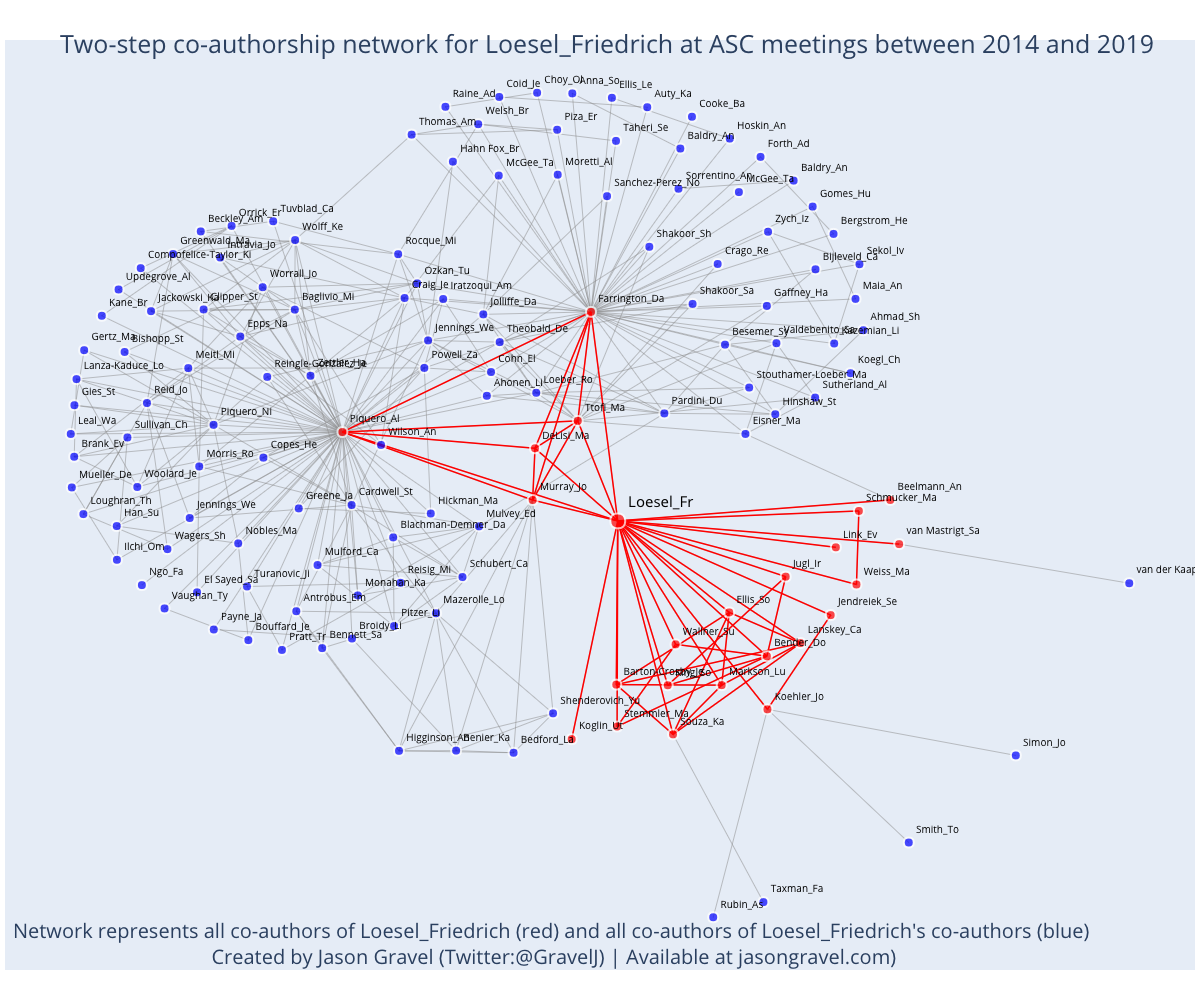 Two-step co-authorship network for Loesel_Friedrich at ASC meetings between 2014 and 2019
Raine_Ad
Coid_Je
Anna_So
Ellis_Le
Auty_Ka
Cooke_Ba
Thomas_Am
Welsh_Br
Piza_Er
Taheri_Se
Baldry_An
Hoskin_An
Forth_Ad
Hahn Fox_Br
McGee_Ta
Moretti_Al
Sanchez-Perez_No
Sorrentino_An
McGee_Ta
Baldry_An
Gomes_Hu
Beckley_Am
Orrick_Er
Tuvblad_Ca
Wolff_Ke
Rocque_Mi
Shakoor_Sh
Zych_Iz
Bergstrom_He
Greenwald_Ma
Intravia_Jo
Campofelice-Taylor_Ki
Crago_Re
Bijleveld_Ca
Sekol_Iv
Updegrove_Al
Worrall_Jo
Ozkan_Tu
Craig_Je
Iratzoqui_Am
Jolliffe_Da
Farrington_Da
Shakoor_Sa
Gaffney_Ha
Maia_An
Kane_Br
Clipper_St
Baglivio_Mi
Ahmad_Sh
Epps_Na
Jennings_We
Theobald_De
Besemer_Sy
Valdebenito_Sa
Kazemian_Li
Gertz_Ma
Bishopp_St
Meitl_Mi
Powell_Za
Cohn_El
Koegl_Ch
Lanza-Kaduce_Lo
Reingle-Gonzalez_Je
Zettler_Ha
Ahonen_Li
Loeber_Ro
Stouthamer-Loeber_Ma
Sutherland_Al
Gies_St
Reid_Jo
Piquero_Ni
Piquero_Al
Ttofi_Ma
Pardini_Du
Hinshaw_St
Leal_Wa
Sullivan_Ch
Wilson_An
DeLisi_Ma
Eisner_Ma
Brank_Ev
Morris_Ro
Copes_He
Mueller_De
Woolard_Je
Murray_Jo
Beelmann_An
Loughran_Th
Han_Su
Jennings_We
Greene_Ja
Cardwell_St
Hickman_Ma
Mulvey_Ed
Loesel_Fr
Schmucker_Ma
Ilchi_Om
Wagers_Sh
Nobles_Ma
Blachman-Demner_Da
Link_Ev
van Mastrigt_Sa
Ngo_Fa
El Sayed_Sa
Turanovic_Ji
Mulford_Ca
Monahan_Ka
Reisig_Mi
Schubert_Ca
Jugl_Ir
Weiss_Ma
van der Kaap
Vaughan_Ty
Antrobus_Em
Pitzer_Li
Mazerolle_Lo
Ellis_So
Jendreiek_Se
Payne_Ja
Bouffard_Je
Pratt_Tr
Bennett_Sa
Broidy_Li
Wallner_Su
Bender_Do
Lanskey_Ca
Markson_Lu
Koehler_Jo
Shenderovich_Yu
Stemmler_Ma
Koglin_Ut
Souza_Ka
Higginson_An
Benier_Ka
Bedford_La
Simon_Jo
Smith_To
Taxman_Fa
Rubin_As
Network represents all co-authors of Loesel_Friedrich (red) and all co-authors of Loesel_Friedrich's co-authors (blue)
Created by Jason Gravel (Twitter:@GravelJ) | Available at jasongravel.com)